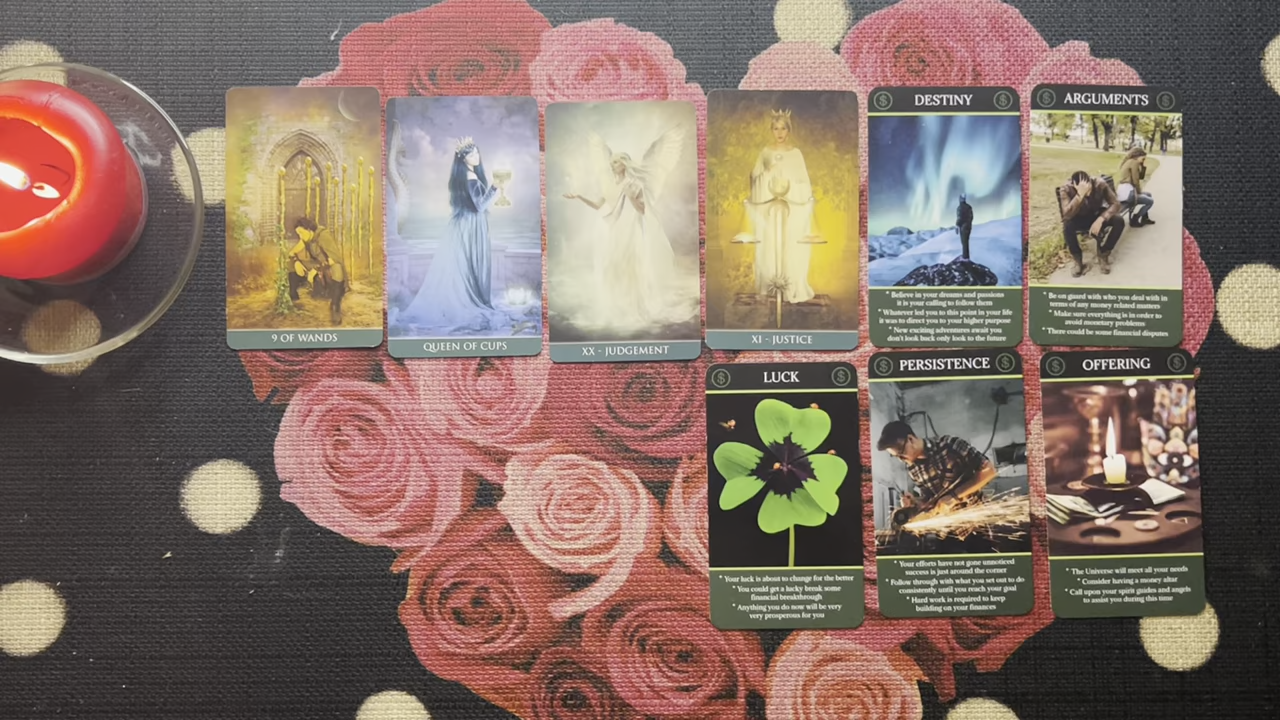 9 OF WANDS
QUEEN OF CUPS
XX - JUDGEMENT
XI - JUSTICE
$ DESTINY $
* Believe in your dreams and passions
it is your calling to follow them
* Whatever led you to this point in your life
it was to direct you to your higher purpose
* New exciting adventures await you
don't look back only look to the future
$ ARGUMENTS $
* Be on guard with who you deal with in
terms of any money related matters
* Make sure everything is in order to
avoid monetary problems
* There could be some financial disputes
$ LUCK $
* Your luck is about to change for the better
* You could get a lucky break some
financial breakthrough
* Anything you do now will be very
very prosperous for you
$ PERSISTENCE $
* Your efforts have not gone unnoticed
success is just around the corner
* Follow through with what you set out to do
consistently until you reach your goal
* Hard work is required to keep
building on your finances
$ OFFERING $
* The Universe will meet all your needs
* Consider having a money altar
* Call upon your spirit guides and angels
to assist you during this time